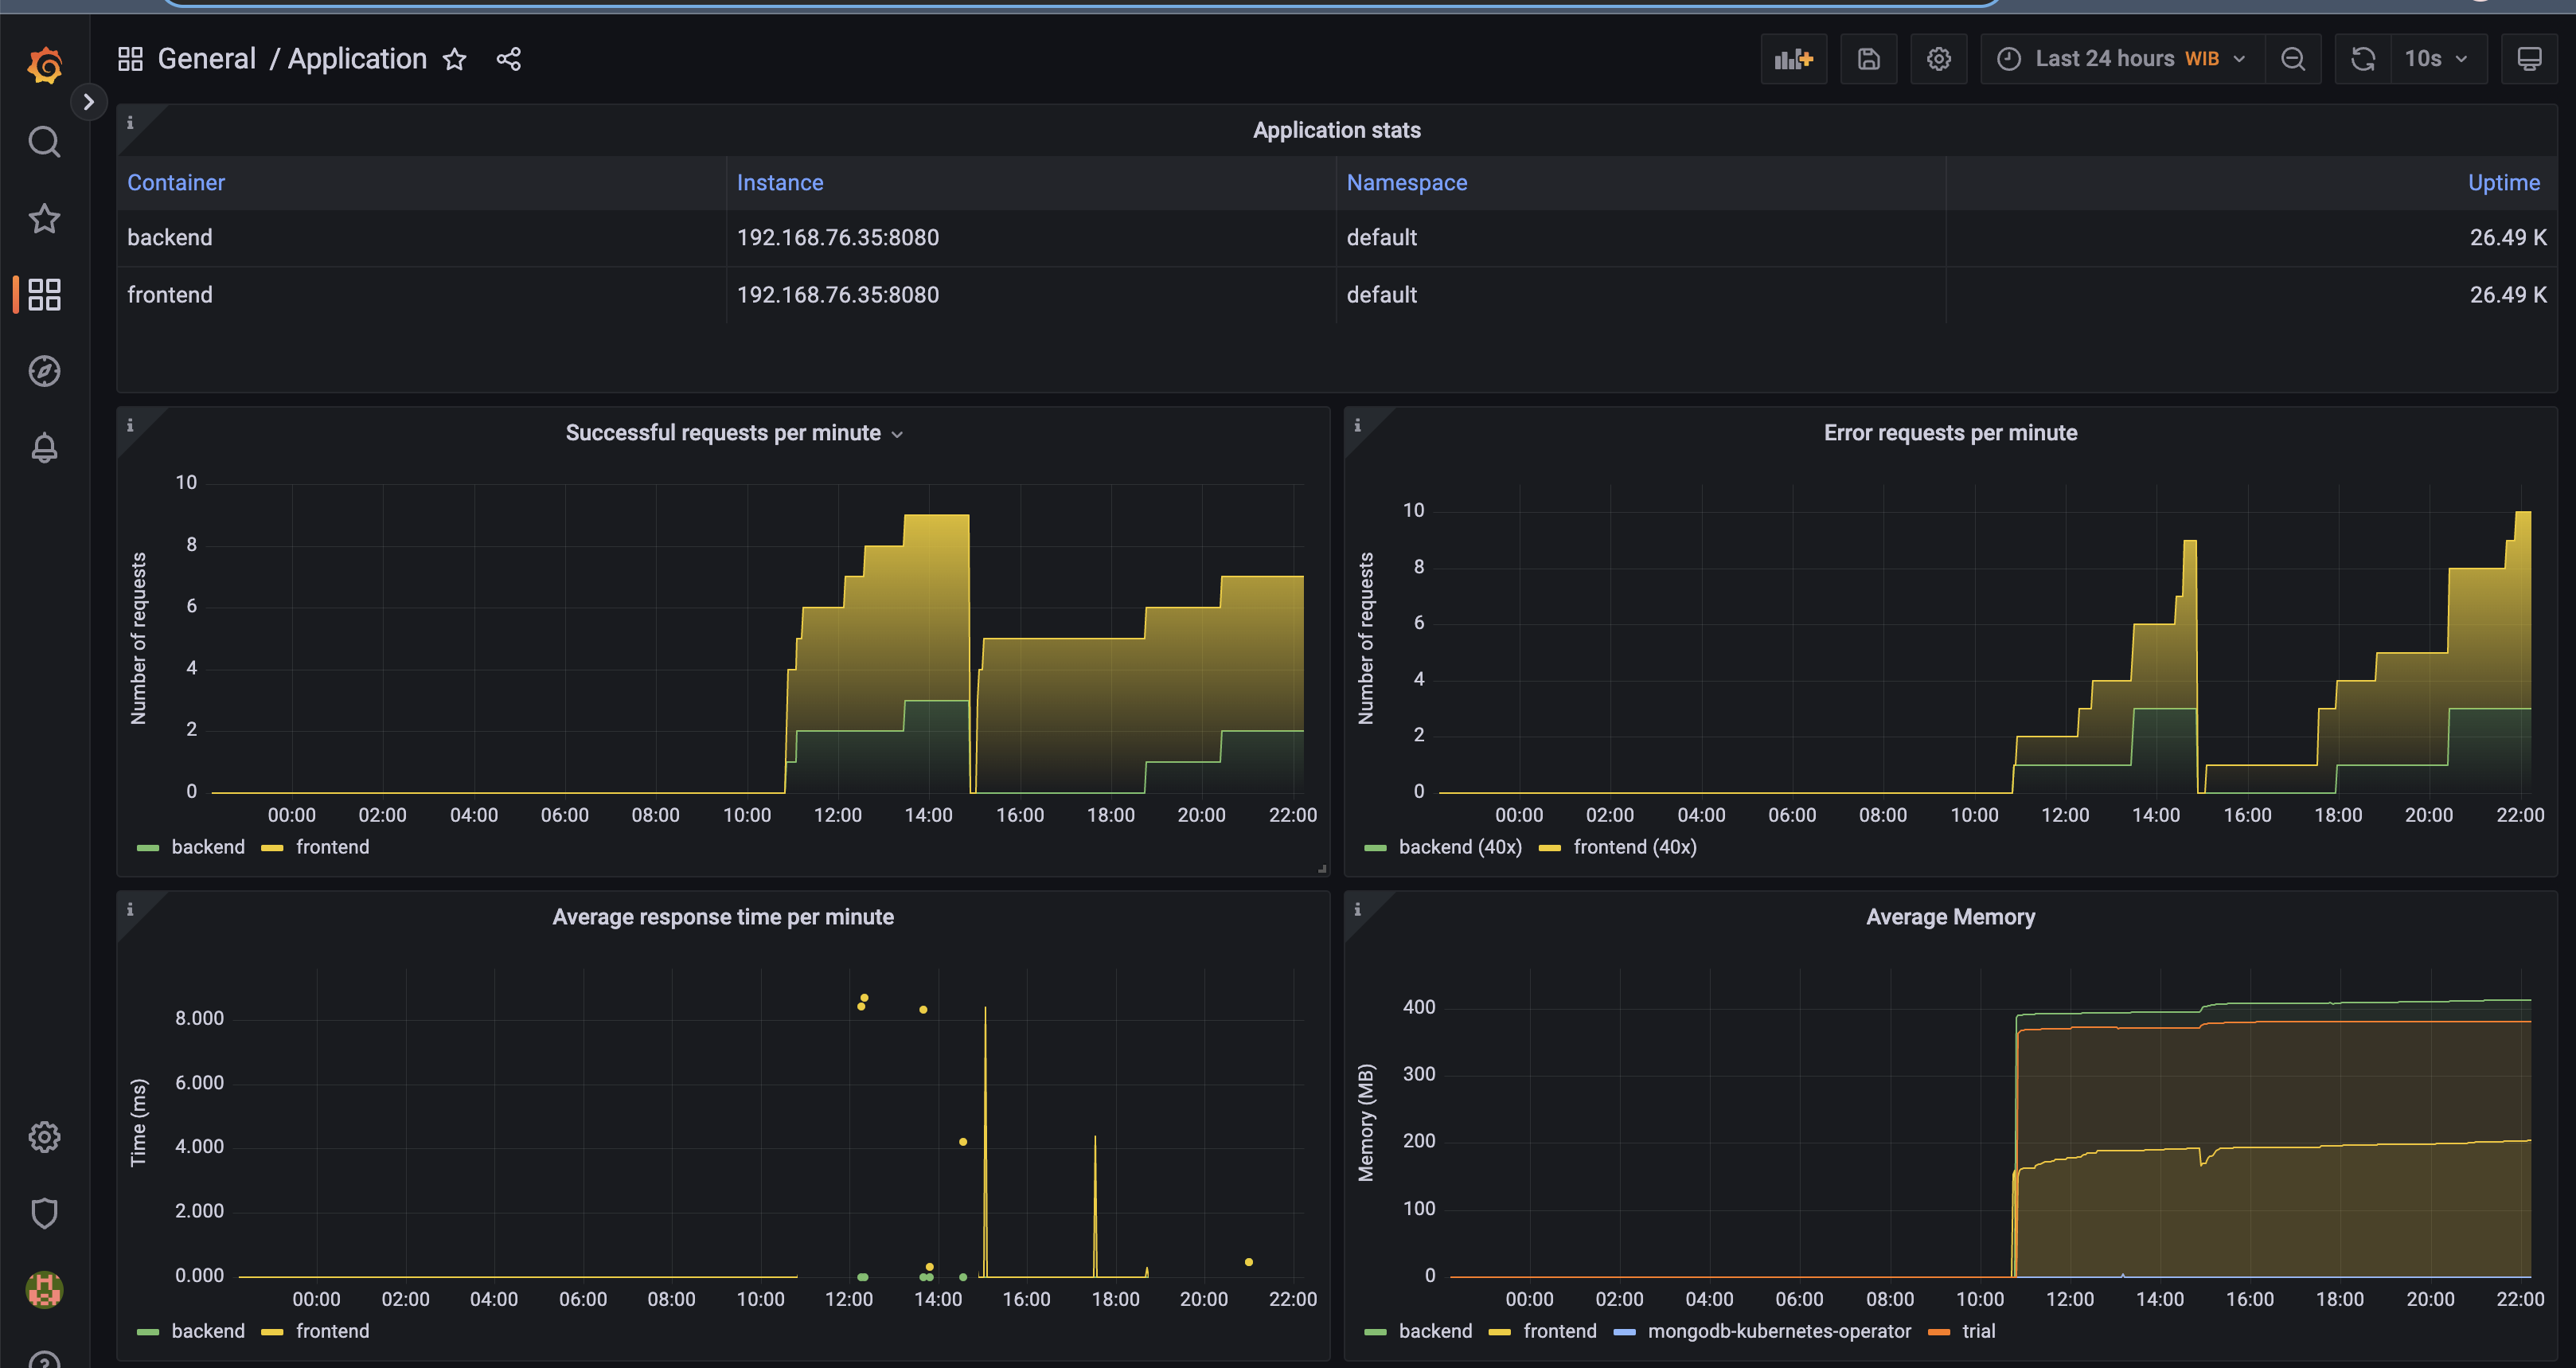 General / Application
Last 24 hours WIB
10s
Application stats
Container Instance Namespace Uptime
backend 192.168.76.35:8080 default 26.49 K
frontend 192.168.76.35:8080 default 26.49 K
Successful requests per minute
Number of requests
10
8
6
4
2
0
00:00 02:00 04:00 06:00 08:00 10:00 12:00 14:00 16:00 18:00 20:00 22:00
backend frontend
Error requests per minute
Number of requests
10
8
6
4
2
0
00:00 02:00 04:00 06:00 08:00 10:00 12:00 14:00 16:00 18:00 20:00 22:00
backend (40x) frontend (40x)
Average response time per minute
Time (ms)
8.000
6.000
4.000
2.000
0.000
00:00 02:00 04:00 06:00 08:00 10:00 12:00 14:00 16:00 18:00 20:00 22:00
backend frontend
Average Memory
Memory (MB)
400
300
200
100
0
00:00 02:00 04:00 06:00 08:00 10:00 12:00 14:00 16:00 18:00 20:00 22:00
backend frontend mongodb-kubernetes-operator trial